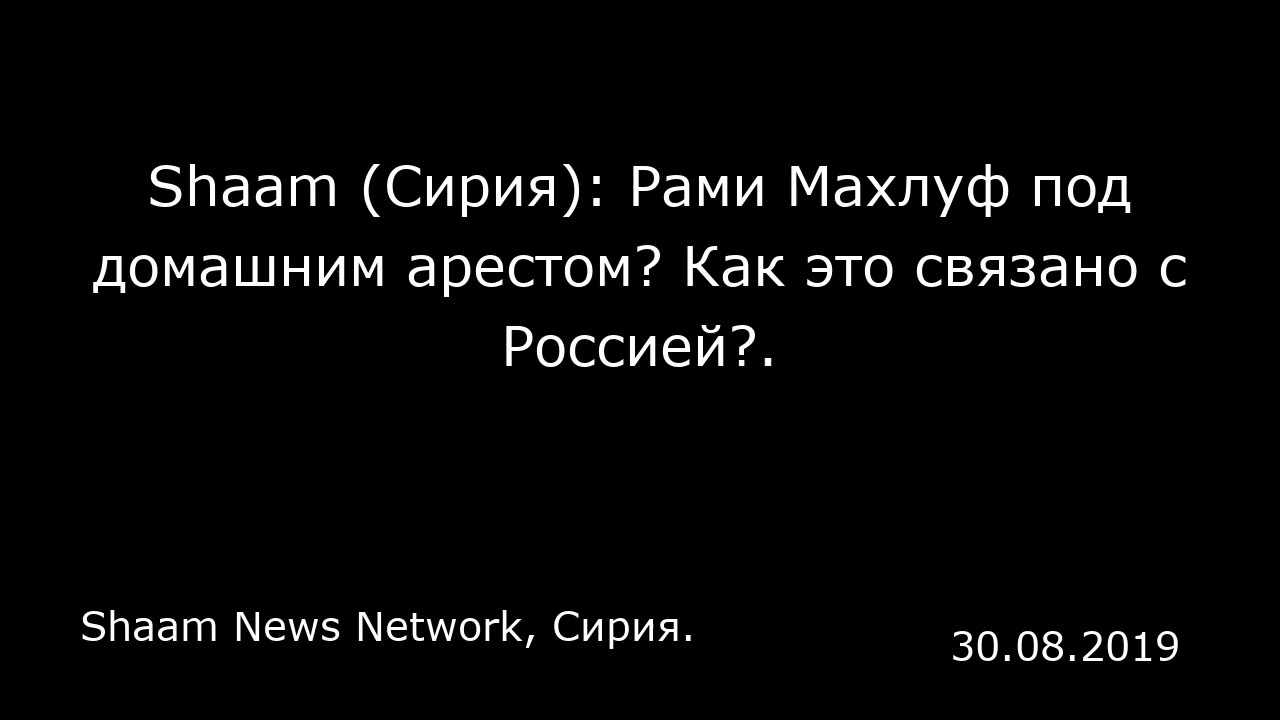 Shaam (Сирия): Рами Махлуф под
домашним арестом? Как это связано с
Россией?.
Shaam News Network, Сирия.
30.08.2019